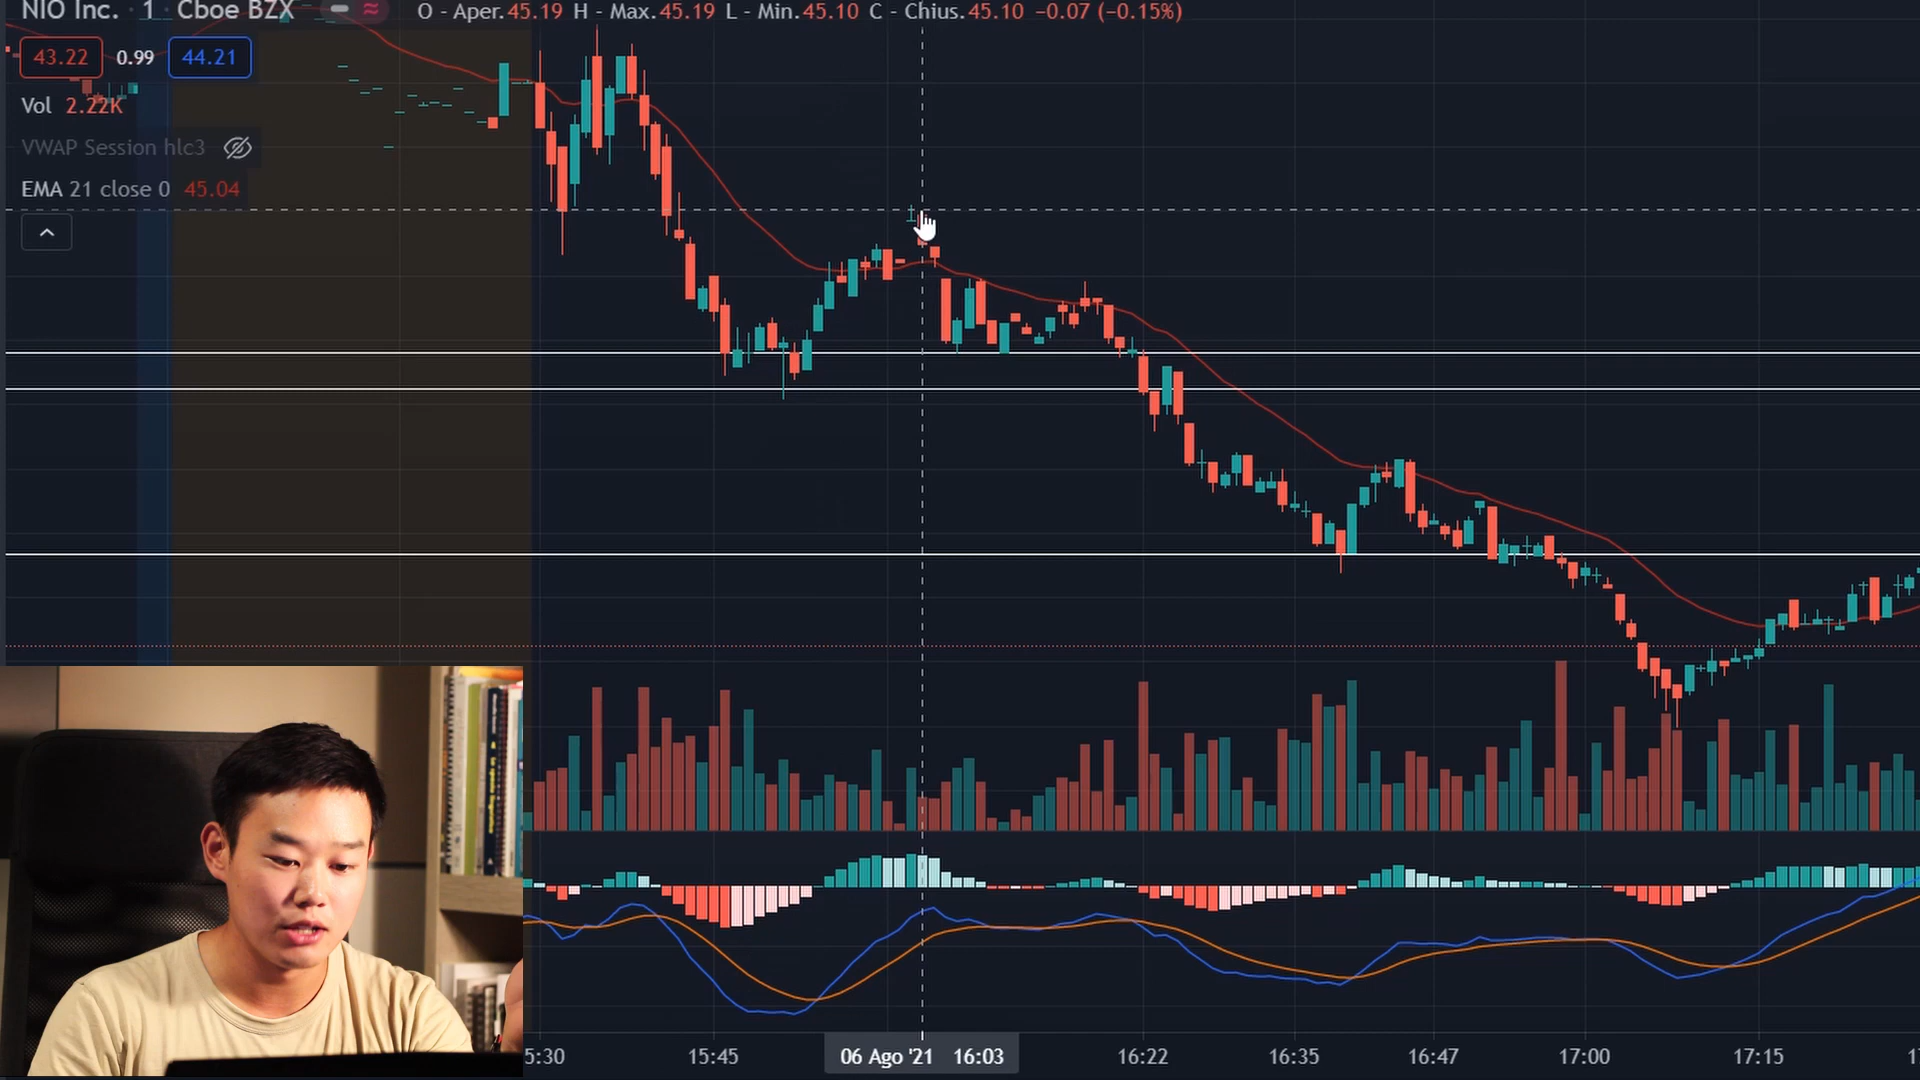 NIO Inc. · 1 · Cboe BZX O - Aper.45.19 H - Max.45.19 L - Min.45.10 C - Chius.45.10 −0.07 (−0.15%)
43.22 0.99 44.21
Vol 2.22K
VWAP Session hlc3
EMA 21 close 0 45.04
5:30 15:45 06 Ago '21 16:03 16:22 16:35 16:47 17:00 17:15 1